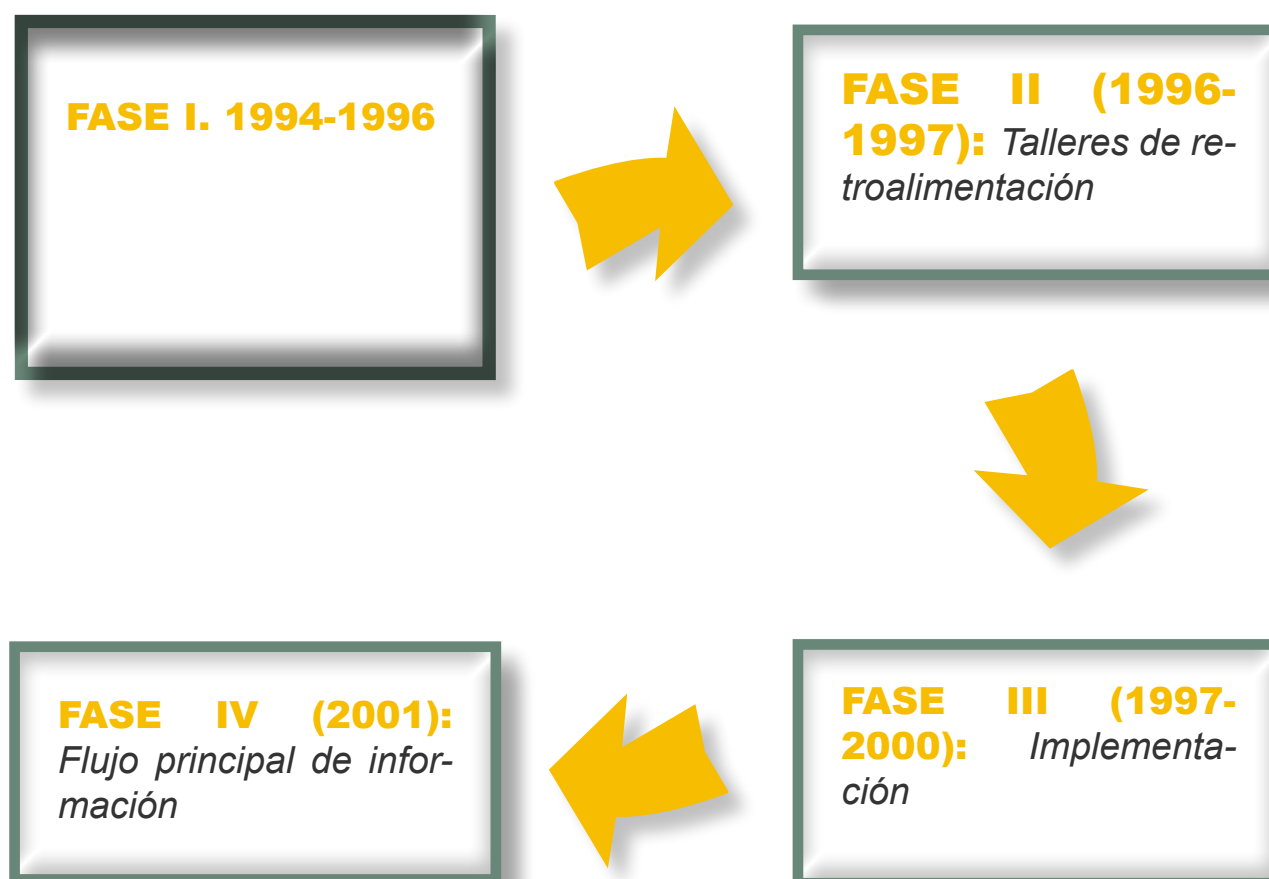 FASE I. 1994-1996
FASE II (1996-
1997): Talleres de re-
troalimentación
FASE III (1997-
2000): Implementa-
ción
FASE IV (2001):
Flujo principal de infor-
mación